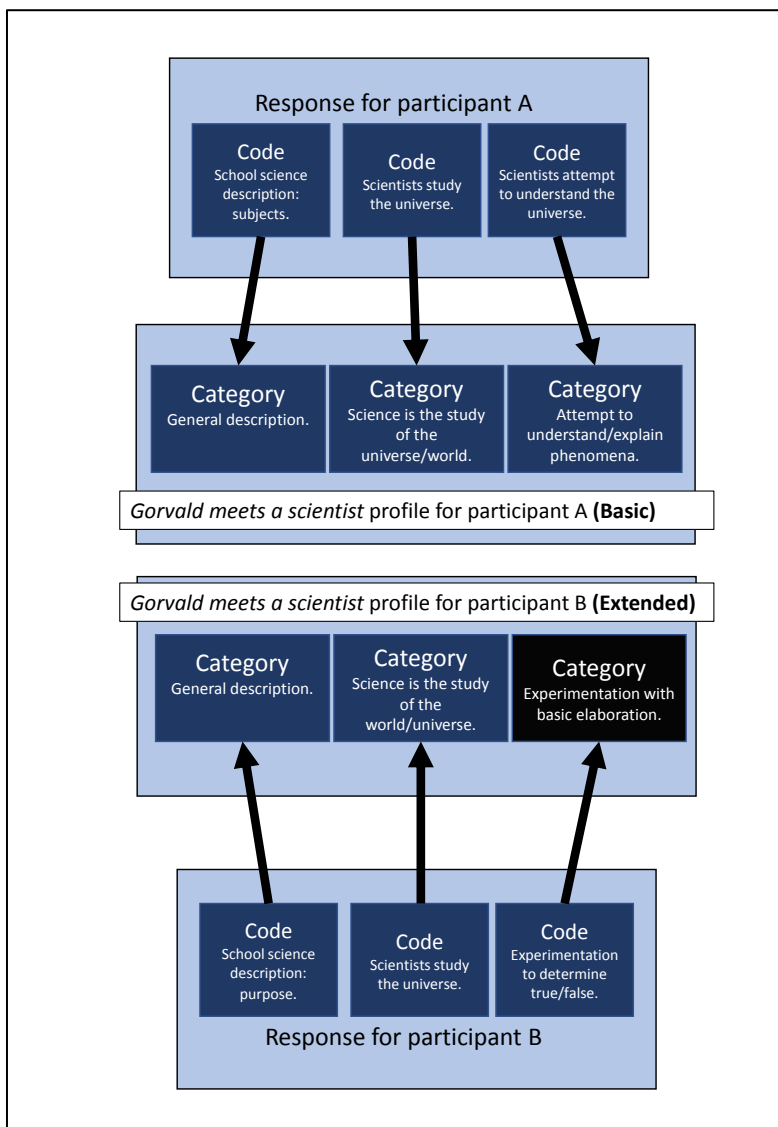 Response for participant A
Code
School science
description:
subjects.
Code
Scientists study
the universe.
Code
Scientists attempt
to understand the
universe.
Category
General description.
Category
Science is the study
of the
universe/world.
Category
Attempt to
understand/explain
phenomena.
Gorvald meets a scientist profile for participant A (Basic)
Gorvald meets a scientist profile for participant B (Extended)
Category
General description.
Category
Science is the study
of the
world/universe.
Category
Experimentation with
basic elaboration.
Code
School science
description:
purpose.
Code
Scientists study
the universe.
Code
Experimentation
to determine
true/false.
Response for participant B